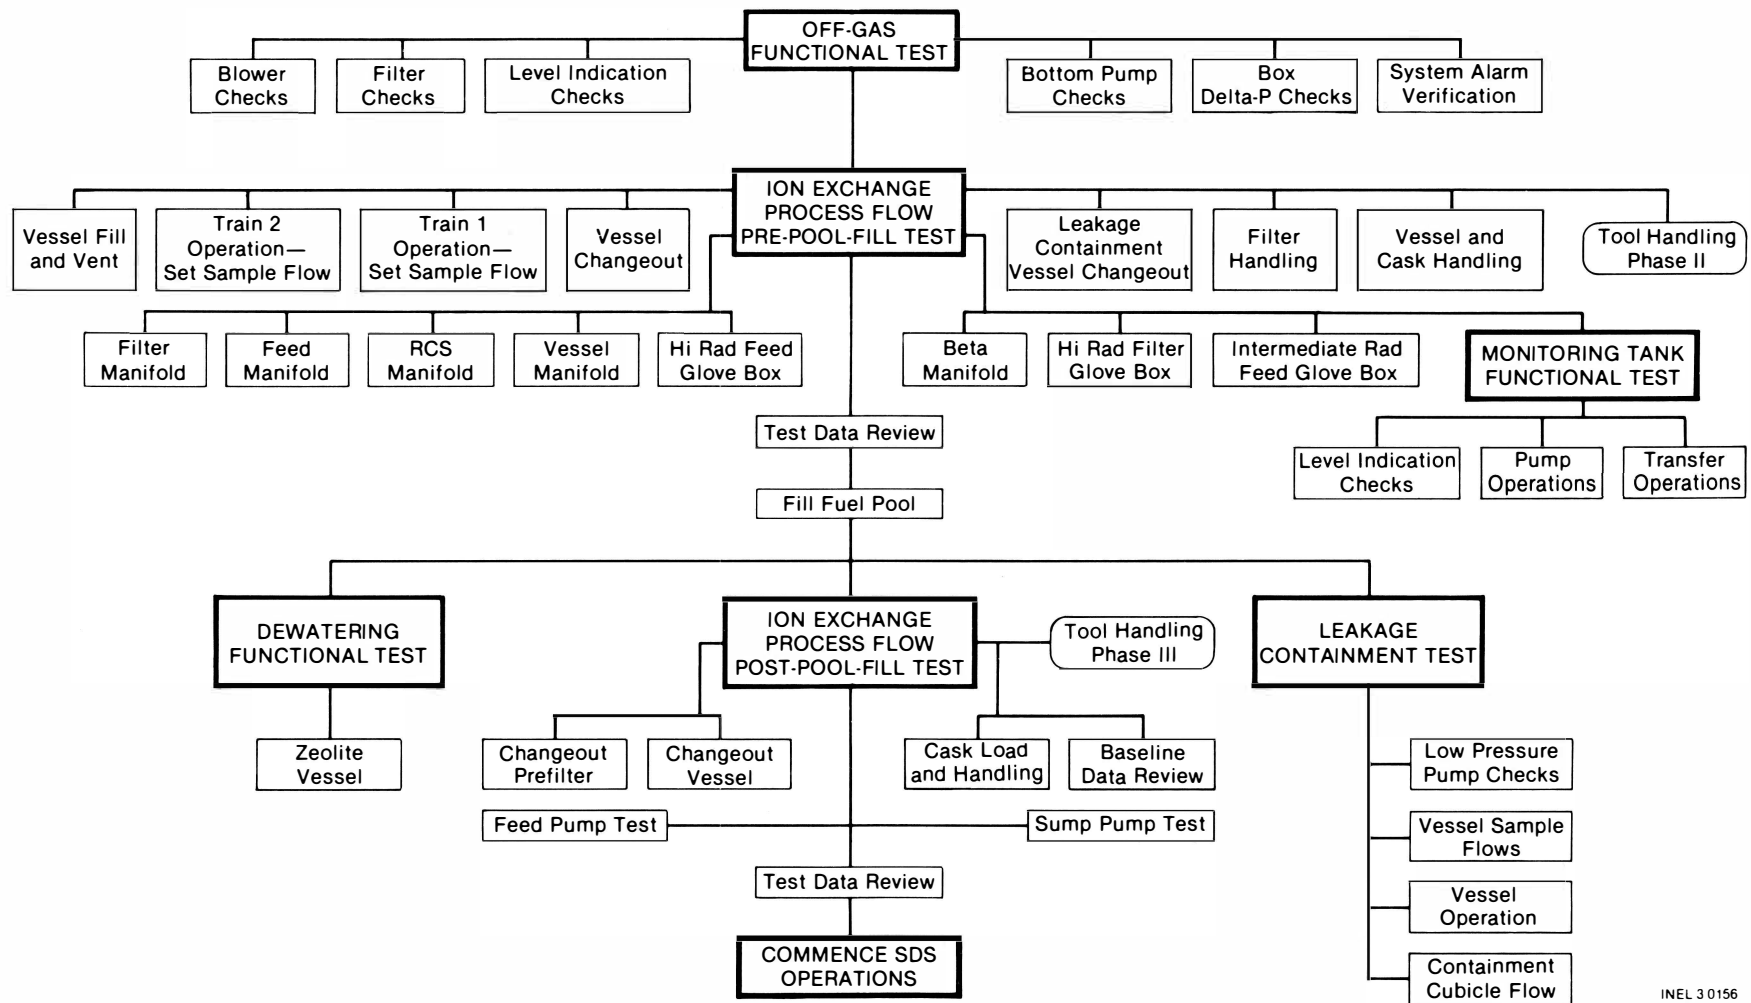 OFF-GAS
FUNCTIONAL TEST
Blower
Checks
Filter
Checks
Level Indication
Checks
Bottom Pump
Checks
Box
Delta-P Checks
System Alarm
Verification
ION EXCHANGE
PROCESS FLOW
PRE-POOL-FILL TEST
Vessel Fill
and Vent
Train 2
Operation—
Set Sample Flow
Train 1
Operation—
Set Sample Flow
Vessel
Changeout
Leakage
Containment
Vessel Changeout
Filter
Handling
Vessel and
Cask Handling
Tool Handling
Phase II
Filter
Manifold
Feed
Manifold
RCS
Manifold
Vessel
Manifold
Hi Rad Feed
Glove Box
Beta
Manifold
Hi Rad Filter
Glove Box
Intermediate Rad
Feed Glove Box
MONITORING TANK
FUNCTIONAL TEST
Level Indication
Checks
Pump
Operations
Transfer
Operations
Test Data Review
Fill Fuel Pool
DEWATERING
FUNCTIONAL TEST
ION EXCHANGE
PROCESS FLOW
POST-POOL-FILL TEST
Tool Handling
Phase III
LEAKAGE
CONTAINMENT TEST
Zeolite
Vessel
Changeout
Prefilter
Changeout
Vessel
Cask Load
and Handling
Baseline
Data Review
Low Pressure
Pump Checks
Feed Pump Test
Sump Pump Test
Vessel Sample
Flows
Test Data Review
Vessel
Operation
COMMENCE SDS
OPERATIONS
Containment
Cubicle Flow
INEL 3 0156